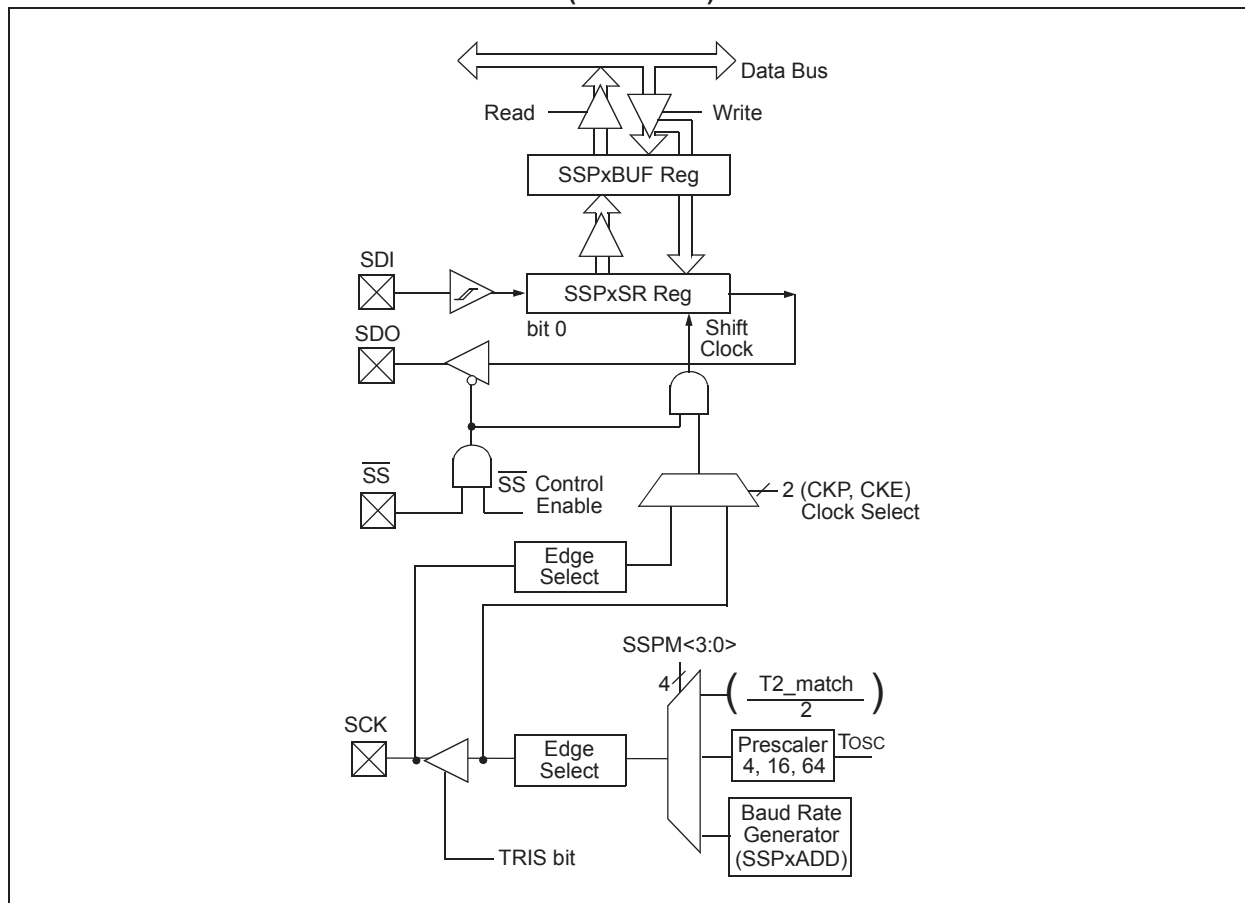 Data Bus
Read
Write
SSPxBUF Reg
SDI
SSPxSR Reg
bit 0
Shift
Clock
SDO
SS
SS Control
Enable
2 (CKP, CKE)
Clock Select
Edge
Select
SSPM<3:0>
4
( T2_match )
2
SCK
Edge
Select
Prescaler
4, 16, 64
TOSC
Baud Rate
Generator
(SSPxADD)
TRIS bit